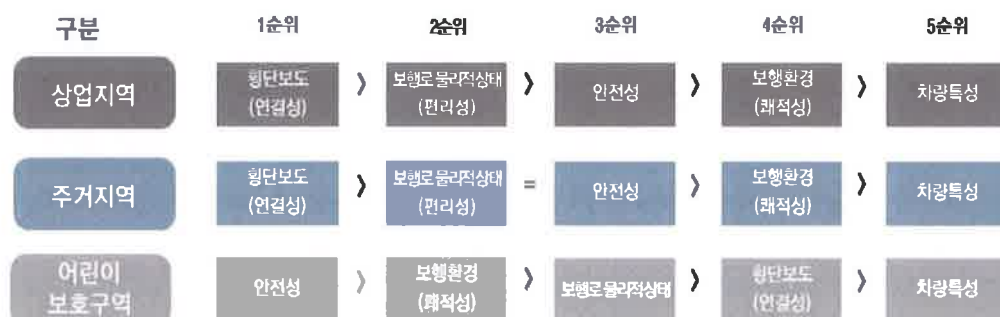 구분 1순위 2순위 3순위 4순위 5순위
상업지역 횡단보도 (연결성) > 보행로물리적상태 (편리성) > 안전성 > 보행환경 (쾌적성) > 차량특성
주거지역 횡단보도 (연결성) > 보행로물리적상태 (편리성) = 안전성 > 보행환경 (쾌적성) > 차량특성
어린이 보호구역 안전성 > 보행환경 (쾌적성) > 보행로물리적상태 > 횡단보도 (연결성) > 차량특성